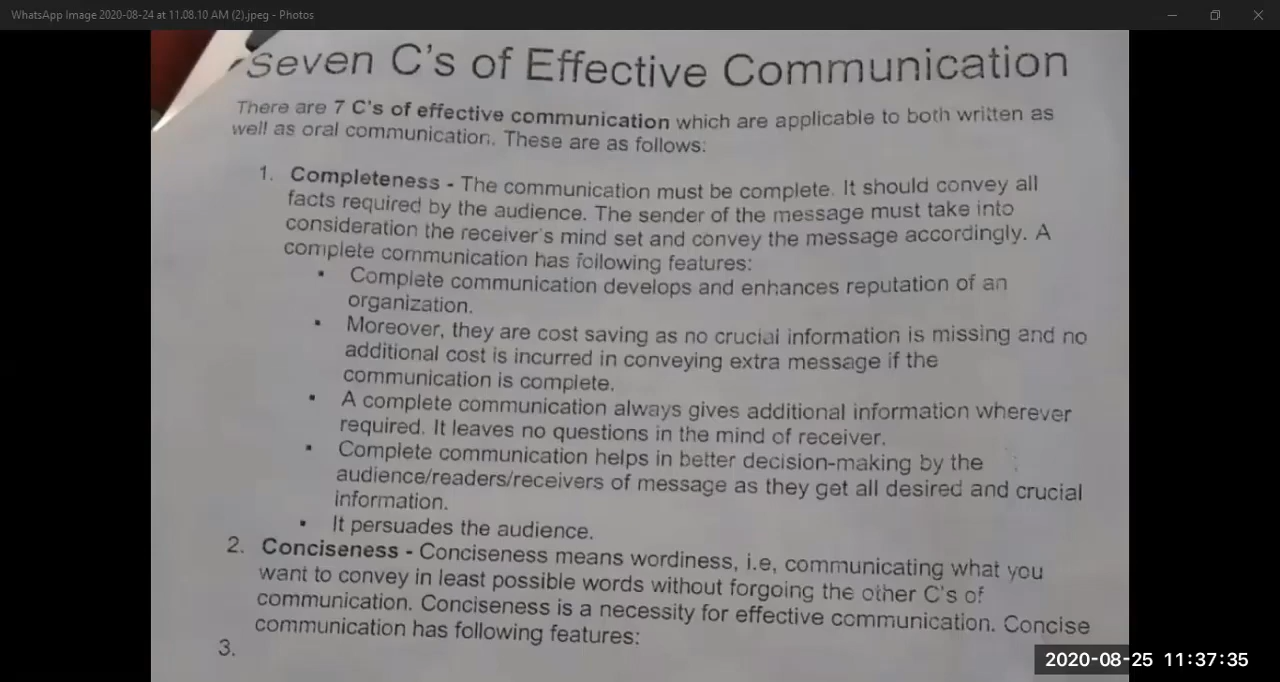 WhatsApp Image 2020-08-24 at 11.08.10 AM (2).jpeg - Photos
Seven C's of Effective Communication
There are 7 C's of effective communication which are applicable to both written as
well as oral communication. These are as follows:
1. Completeness - The communication must be complete. It should convey all
facts required by the audience. The sender of the message must take into
consideration the receiver's mind set and convey the message accordingly. A
complete communication has following features:
▪ Complete communication develops and enhances reputation of an
organization.
▪ Moreover, they are cost saving as no crucial information is missing and no
additional cost is incurred in conveying extra message if the
communication is complete.
▪ A complete communication always gives additional information wherever
required. It leaves no questions in the mind of receiver.
▪ Complete communication helps in better decision-making by the
audience/readers/receivers of message as they get all desired and crucial
information.
▪ It persuades the audience.
2. Conciseness - Conciseness means wordiness, i.e, communicating what you
want to convey in least possible words without forgoing the other C's of
communication. Conciseness is a necessity for effective communication. Concise
communication has following features:
3.
2020-08-25 11:37:35